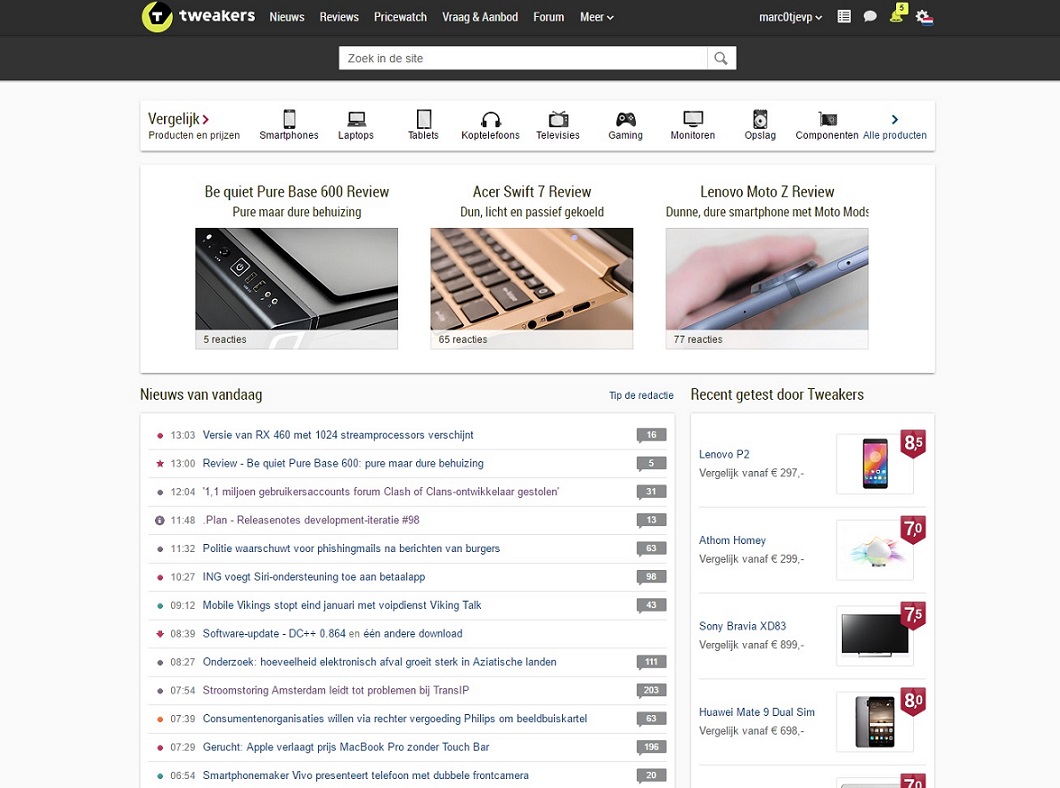 tweakers Nieuws Reviews Pricewatch Vraag & Aanbod Forum Meer marc0tjevp 5
Zoek in de site
Vergelijk
Producten en prijzen
Smartphones Laptops Tablets Koptelefoons Televisies Gaming Monitoren Opslag Componenten Alle producten
Be quiet Pure Base 600 Review
Pure maar dure behuizing
5 reacties
Acer Swift 7 Review
Dun, licht en passief gekoeld
65 reacties
Lenovo Moto Z Review
Dunne, dure smartphone met Moto Mods
77 reacties
Nieuws van vandaag Tip de redactie
13:03 Versie van RX 460 met 1024 streamprocessors verschijnt 16
13:00 Review - Be quiet Pure Base 600: pure maar dure behuizing 5
12:04 '1,1 miljoen gebruikersaccounts forum Clash of Clans-ontwikkelaar gestolen' 31
11:48 .Plan - Releasenotes development-iteratie #98 13
11:32 Politie waarschuwt voor phishingmails na berichten van burgers 63
10:27 ING voegt Siri-ondersteuning toe aan betaalapp 98
09:12 Mobile Vikings stopt eind januari met voipdienst Viking Talk 43
08:39 Software-update - DC++ 0.864 en één andere download
08:27 Onderzoek: hoeveelheid elektronisch afval groeit sterk in Aziatische landen 111
07:54 Stroomstoring Amsterdam leidt tot problemen bij TransIP 203
07:39 Consumentenorganisaties willen via rechter vergoeding Philips om beeldbuiskartel 63
07:29 Gerucht: Apple verlaagt prijs MacBook Pro zonder Touch Bar 196
06:54 Smartphonemaker Vivo presenteert telefoon met dubbele frontcamera 20
Recent getest door Tweakers
Lenovo P2 8,5
Vergelijk vanaf € 297,-
Athom Homey 7,0
Vergelijk vanaf € 299,-
Sony Bravia XD83 7,5
Vergelijk vanaf € 899,-
Huawei Mate 9 Dual Sim 8,0
Vergelijk vanaf € 698,-
7,0